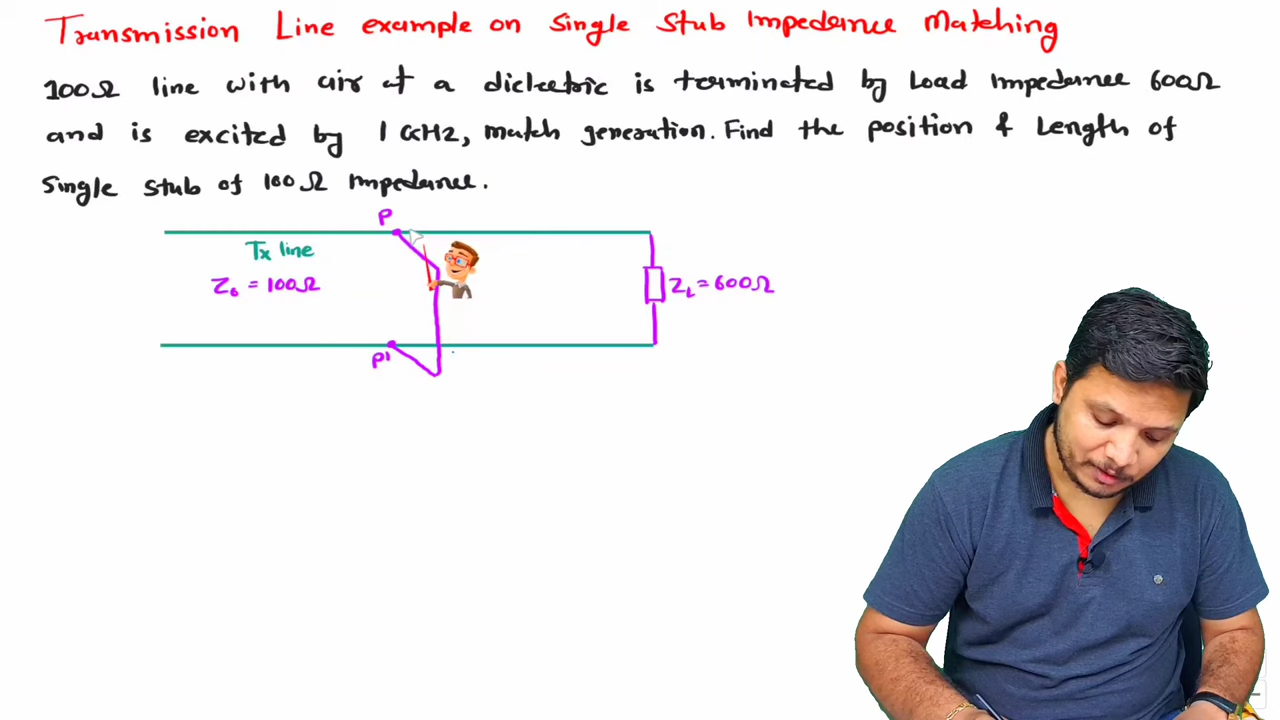 Transmission Line example on Single Stub Impedance Matching
100Ω line with air at a dielectric is terminated by Load Impedance 600Ω
and is excited by 1 GHz, match generation. Find the position & Length of
Single stub of 100Ω Impedance.
P
Tx line
Z₀ = 100Ω
Z_L = 600Ω
P'